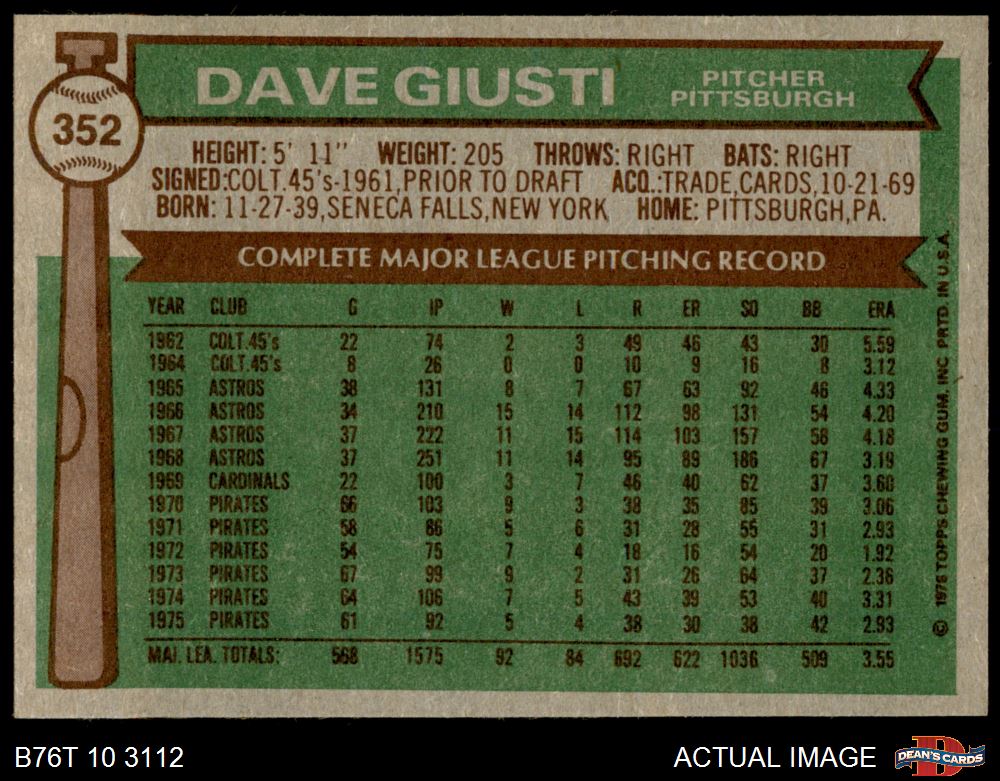 352
DAVE GIUSTI PITCHER
PITTSBURGH
HEIGHT: 5' 11" WEIGHT: 205 THROWS: RIGHT BATS: RIGHT
SIGNED:COLT.45's-1961,PRIOR TO DRAFT ACQ.:TRADE,CARDS,10-21-69
BORN: 11-27-39,SENECA FALLS,NEW YORK HOME: PITTSBURGH,PA.
COMPLETE MAJOR LEAGUE PITCHING RECORD
YEAR CLUB G IP W L R ER SO BB ERA
1962 COLT.45's 22 74 2 3 49 46 43 30 5.59
1964 COLT.45's 8 26 0 0 10 9 16 8 3.12
1965 ASTROS 38 131 8 7 67 63 92 46 4.33
1966 ASTROS 34 210 15 14 112 98 131 54 4.20
1967 ASTROS 37 222 11 15 114 103 157 58 4.18
1968 ASTROS 37 251 11 14 95 89 186 67 3.19
1969 CARDINALS 22 100 3 7 46 40 62 37 3.60
1970 PIRATES 66 103 9 3 38 35 85 39 3.06
1971 PIRATES 58 86 5 6 31 28 55 31 2.93
1972 PIRATES 54 75 7 4 18 16 54 20 1.92
1973 PIRATES 67 99 9 2 31 26 64 37 2.36
1974 PIRATES 64 106 7 5 43 39 53 40 3.31
1975 PIRATES 61 92 5 4 38 30 38 42 2.93
MAJ. LEA. TOTALS: 568 1575 92 84 692 622 1036 509 3.55
© 1976 TOPPS CHEWING GUM, INC PRTD. IN U.S.A.
B76T 10 3112 ACTUAL IMAGE
D
DEAN'S CARDS